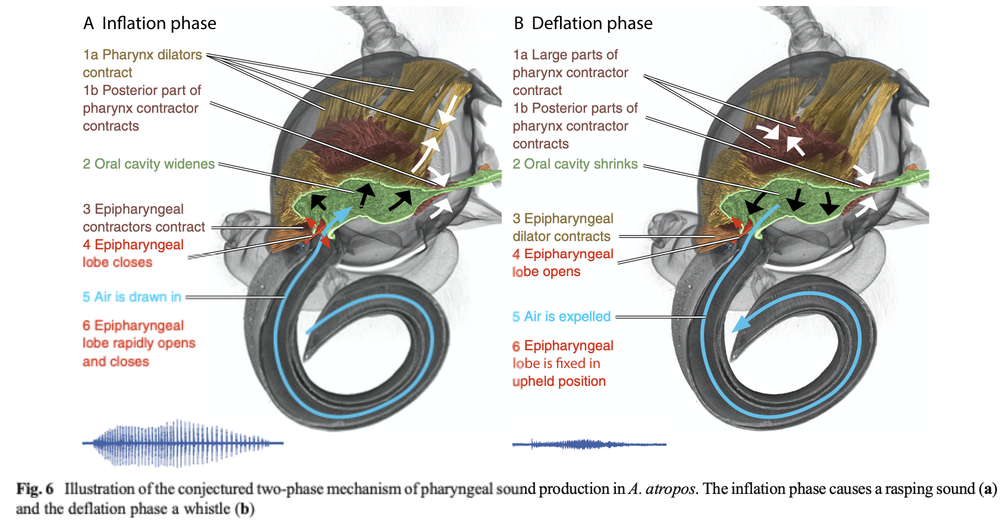 A Inflation phase
1a Pharynx dilators
contract
1b Posterior part of
pharynx contractor
contracts
2 Oral cavity widenes
3 Epipharyngeal
contractors contract
4 Epipharyngeal
lobe closes
5 Air is drawn in
6 Epipharyngeal
lobe rapidly opens
and closes
B Deflation phase
1a Large parts of
pharynx contractor
contract
1b Posterior parts of
pharynx contractor
contracts
2 Oral cavity shrinks
3 Epipharyngeal
dilator contracts
4 Epipharyngeal
lobe opens
5 Air is expelled
6 Epipharyngeal
lobe is fixed in
upheld position
Fig. 6 Illustration of the conjectured two-phase mechanism of pharyngeal sound production in A. atropos. The inflation phase causes a rasping sound (a)
and the deflation phase a whistle (b)